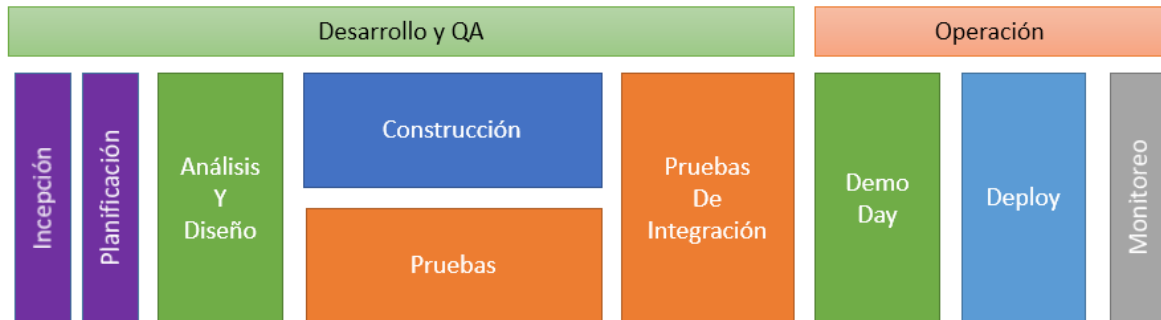 Desarrollo y QA
Operación
Incepción
Planificación
Análisis
Y
Diseño
Construcción
Pruebas
Pruebas
De
Integración
Demo
Day
Deploy
Monitoreo